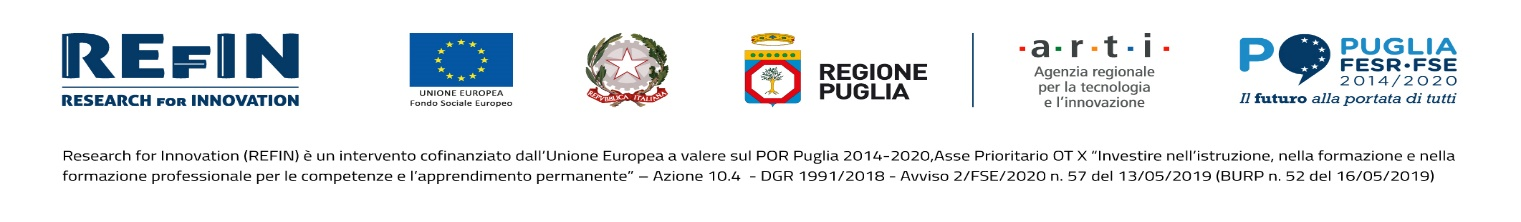 REFIN
RESEARCH FOR INNOVATION
UNIONE EUROPEA
Fondo Sociale Europeo
REPVBBLICA ITALIANA
REGIONE
PUGLIA
·a·r·t·i·
Agenzia regionale
per la tecnologia
e l'innovazione
PO PUGLIA
FESR·FSE
2014/2020
Il futuro alla portata di tutti
Research for Innovation (REFIN) è un intervento cofinanziato dall'Unione Europea a valere sul POR Puglia 2014-2020,Asse Prioritario OT X "Investire nell'istruzione, nella formazione e nella
formazione professionale per le competenze e l'apprendimento permanente" – Azione 10.4 - DGR 1991/2018 - Avviso 2/FSE/2020 n. 57 del 13/05/2019 (BURP n. 52 del 16/05/2019)